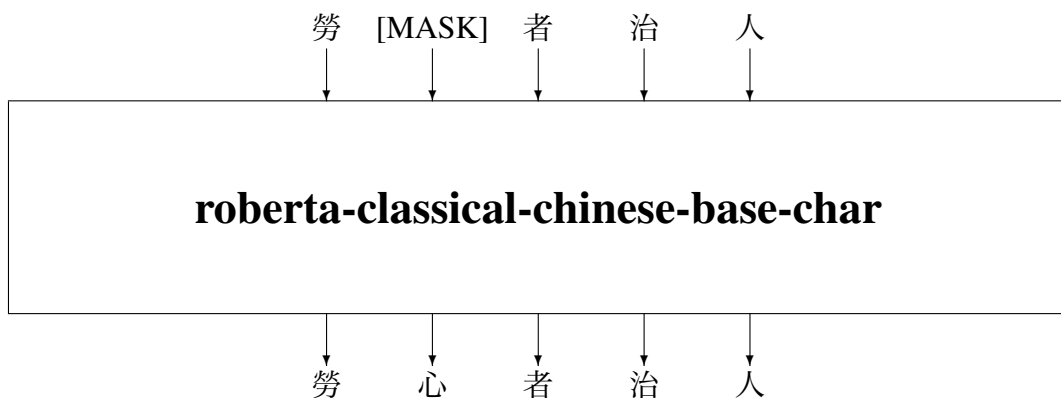 勞 [MASK] 者 治 人
roberta-classical-chinese-base-char
勞 心 者 治 人